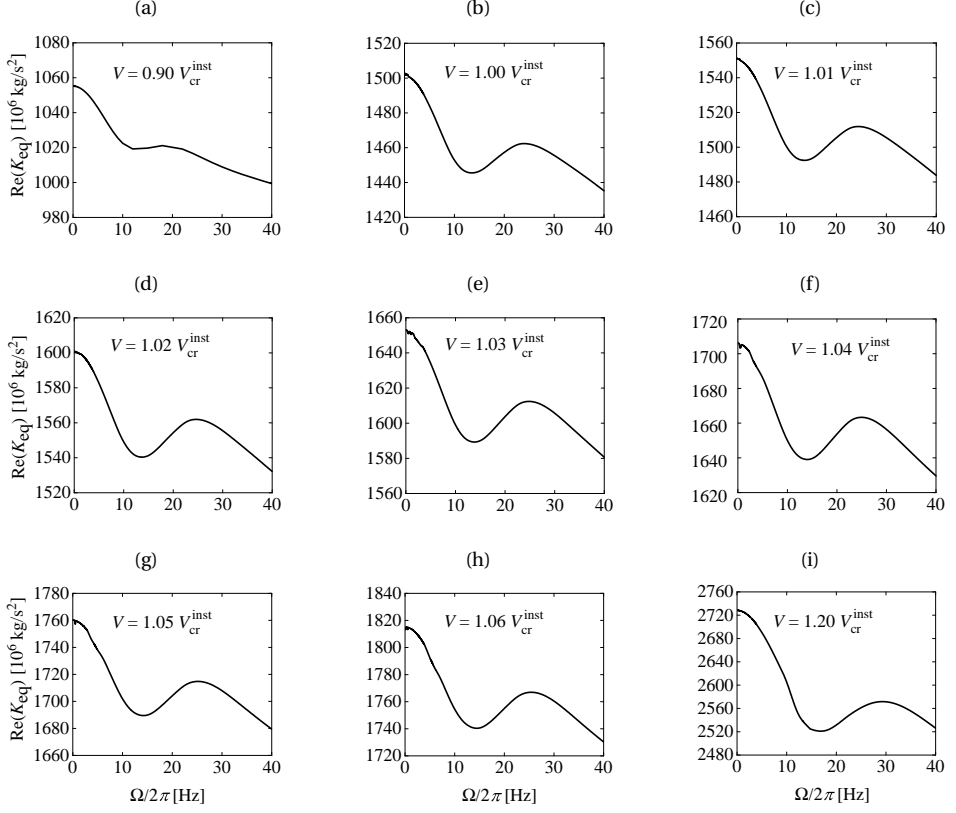 (a)
Re(K_eq) [10^6 kg/s^2]
V = 0.90 V_cr^inst
1080
1060
1040
1020
1000
980
0 10 20 30 40
(b)
V = 1.00 V_cr^inst
1520
1500
1480
1460
1440
1420
0 10 20 30 40
(c)
V = 1.01 V_cr^inst
1560
1540
1520
1500
1480
1460
0 10 20 30 40
(d)
Re(K_eq) [10^6 kg/s^2]
V = 1.02 V_cr^inst
1620
1600
1580
1560
1540
1520
0 10 20 30 40
(e)
V = 1.03 V_cr^inst
1660
1640
1620
1600
1580
1560
0 10 20 30 40
(f)
V = 1.04 V_cr^inst
1720
1700
1680
1660
1640
1620
0 10 20 30 40
(g)
Re(K_eq) [10^6 kg/s^2]
V = 1.05 V_cr^inst
1780
1760
1740
1720
1700
1680
1660
0 10 20 30 40
Ω/2π [Hz]
(h)
V = 1.06 V_cr^inst
1840
1820
1800
1780
1760
1740
1720
0 10 20 30 40
Ω/2π [Hz]
(i)
V = 1.20 V_cr^inst
2760
2720
2680
2640
2600
2560
2520
2480
0 10 20 30 40
Ω/2π [Hz]